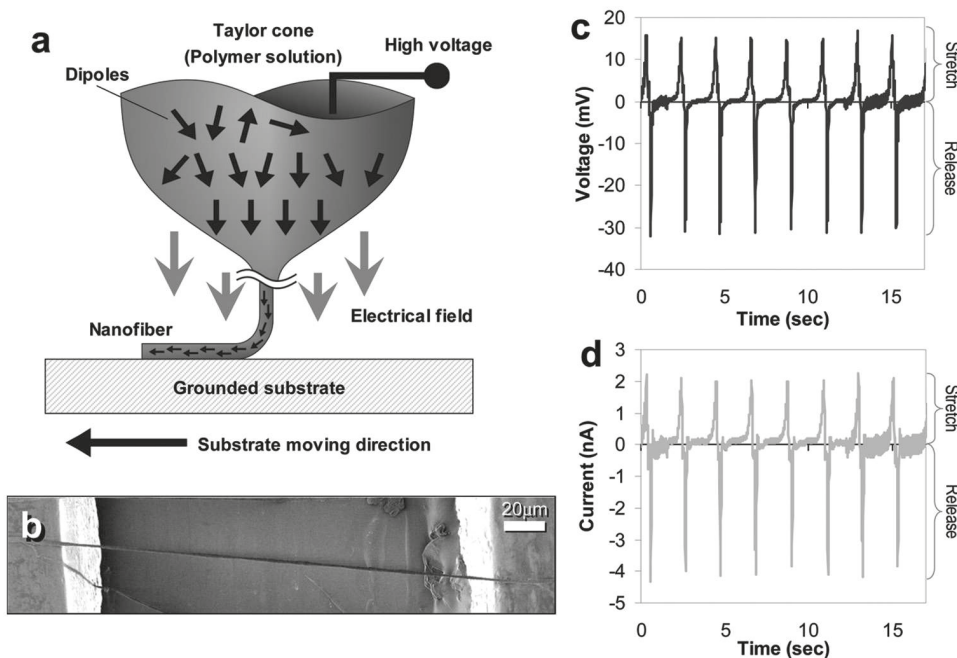 a
Taylor cone
(Polymer solution)
High voltage
Dipoles
Nanofiber
Electrical field
Grounded substrate
Substrate moving direction
b
20μm
c
20
10
0
-10
-20
-30
-40
Voltage (mV)
0
5
10
15
Time (sec)
Stretch
Release
d
3
2
1
0
-1
-2
-3
-4
-5
Current (nA)
0
5
10
15
Time (sec)
Stretch
Release